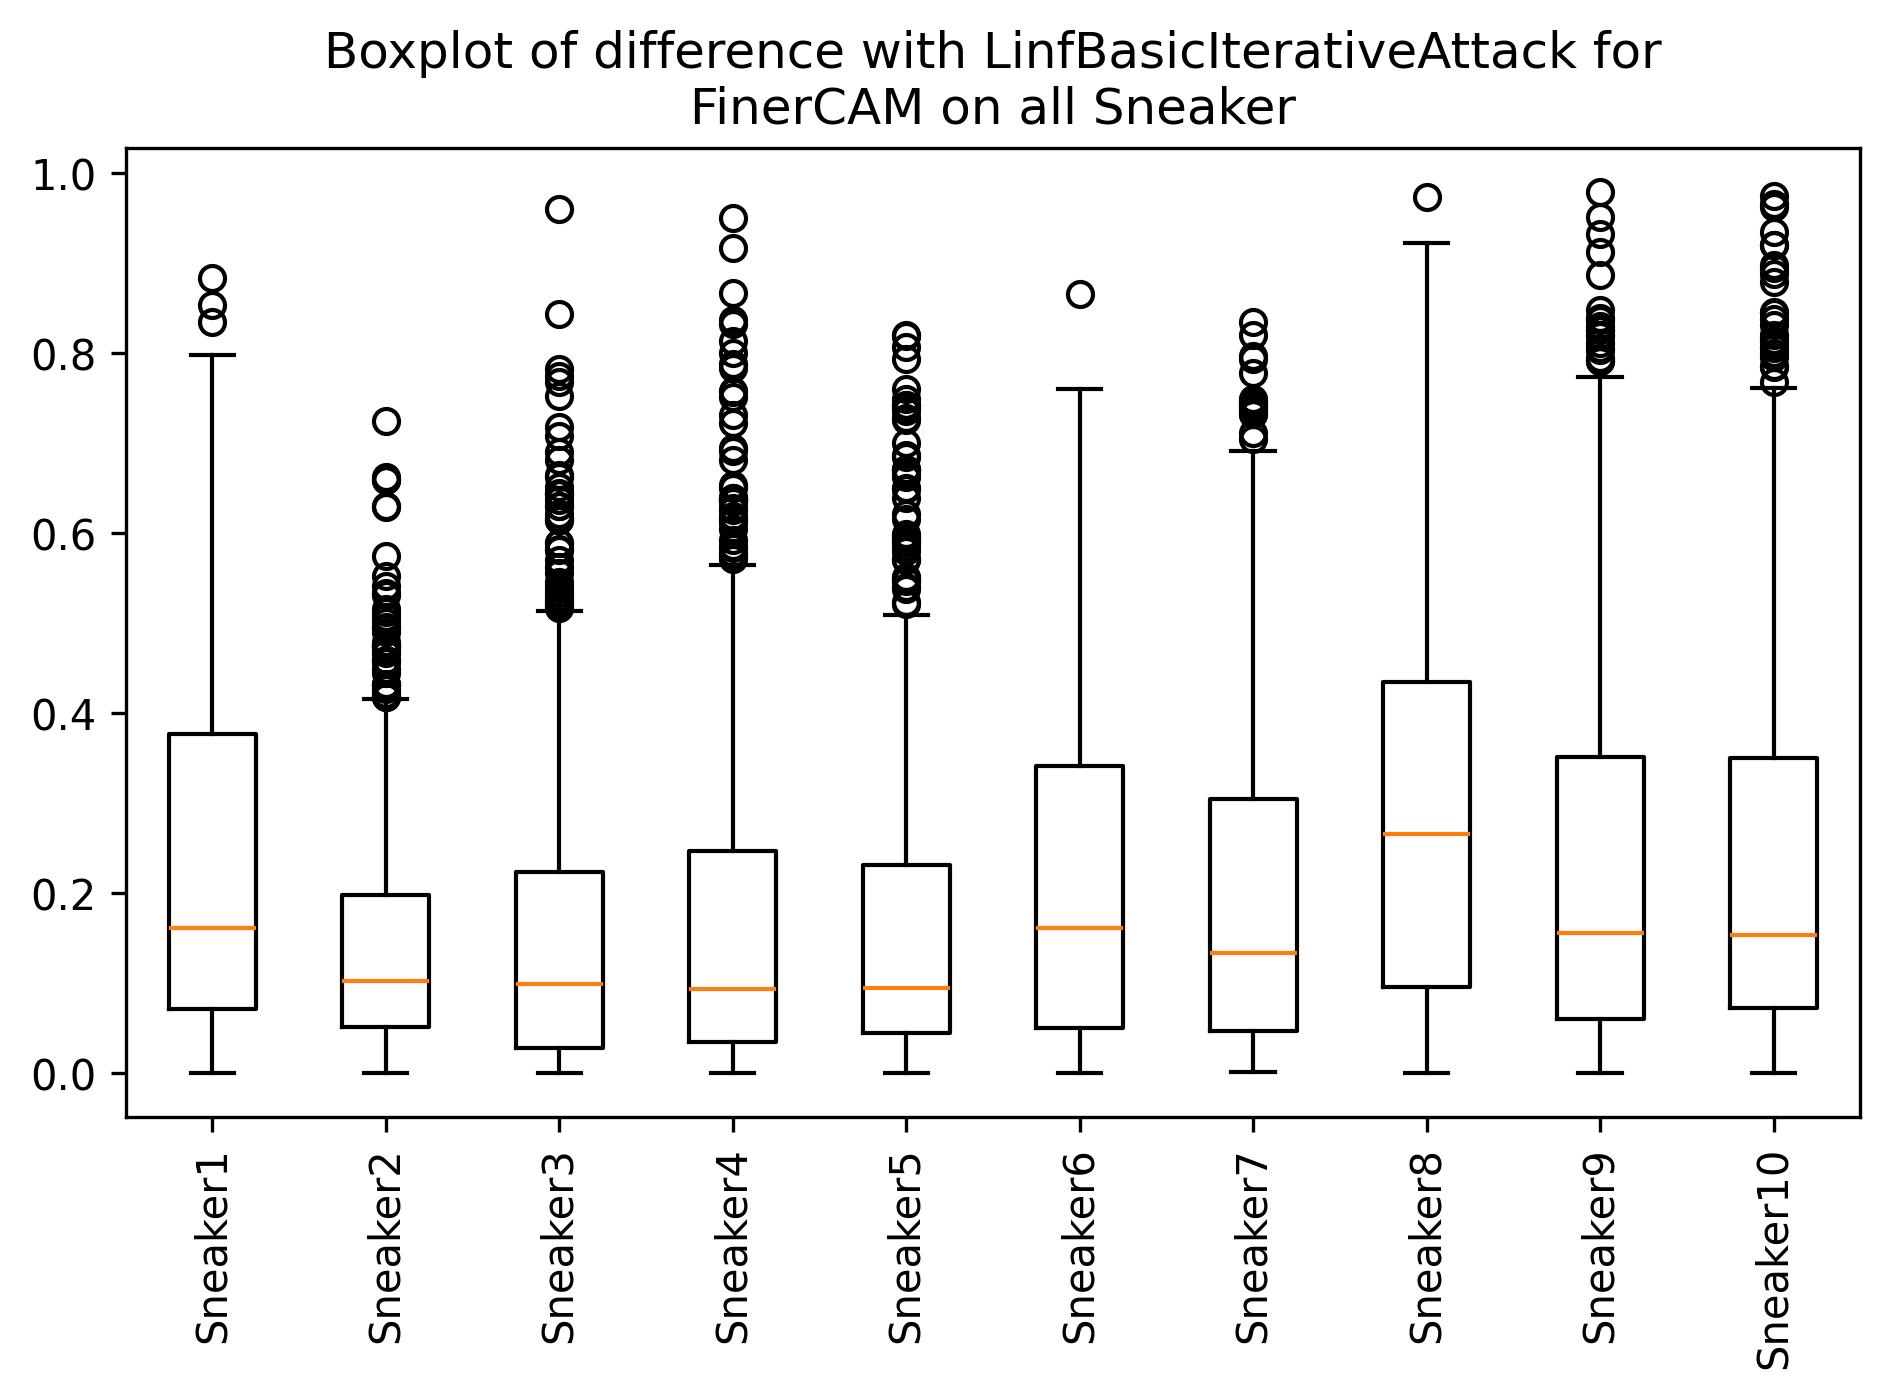 Boxplot of difference with LinfBasicIterativeAttack for
FinerCAM on all Sneaker
1.0
0.8
0.6
0.4
0.2
0.0
Sneaker1
Sneaker2
Sneaker3
Sneaker4
Sneaker5
Sneaker6
Sneaker7
Sneaker8
Sneaker9
Sneaker10